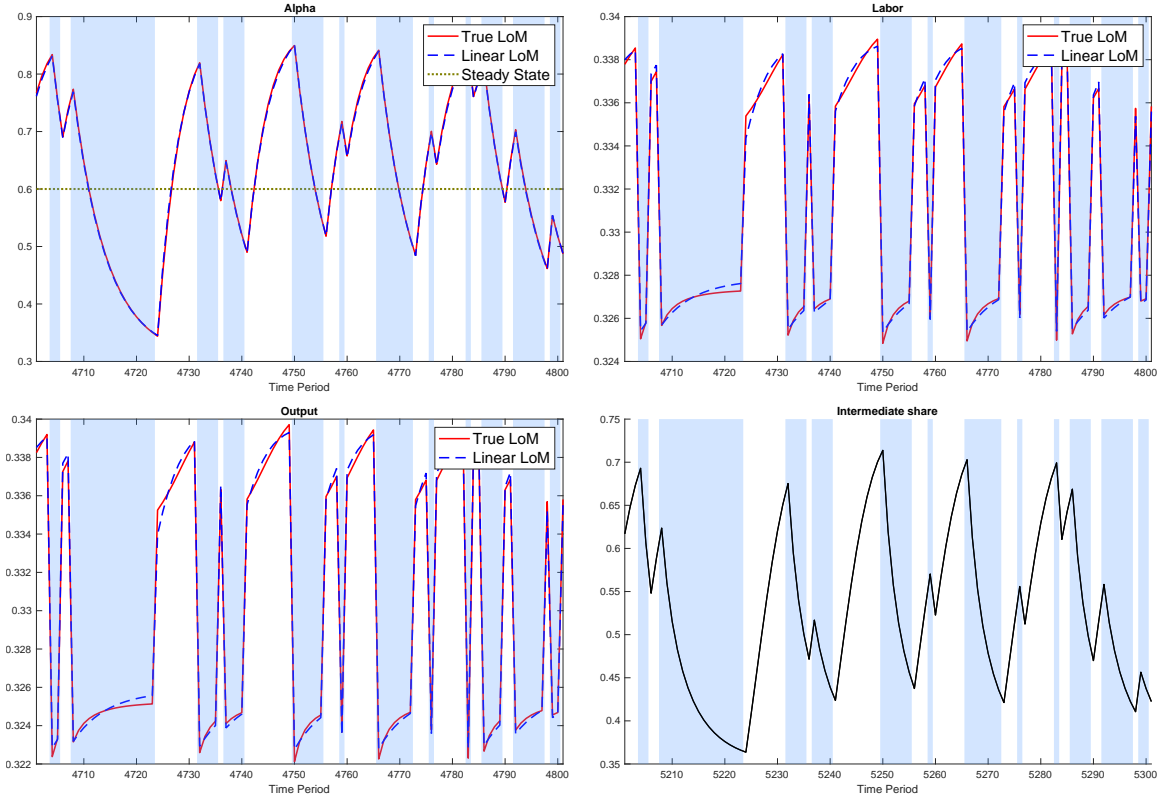 Alpha
0.9
0.8
0.7
0.6
0.5
0.4
0.3
True LoM
Linear LoM
Steady State
4710 4720 4730 4740 4750 4760 4770 4780 4790 4800
Time Period
Labor
0.34
0.338
0.336
0.334
0.332
0.33
0.328
0.326
0.324
True LoM
Linear LoM
4710 4720 4730 4740 4750 4760 4770 4780 4790 4800
Time Period
Output
0.34
0.338
0.336
0.334
0.332
0.33
0.328
0.326
0.324
0.322
True LoM
Linear LoM
4710 4720 4730 4740 4750 4760 4770 4780 4790 4800
Time Period
Intermediate share
0.75
0.7
0.65
0.6
0.55
0.5
0.45
0.4
0.35
5210 5220 5230 5240 5250 5260 5270 5280 5290 5300
Time Period